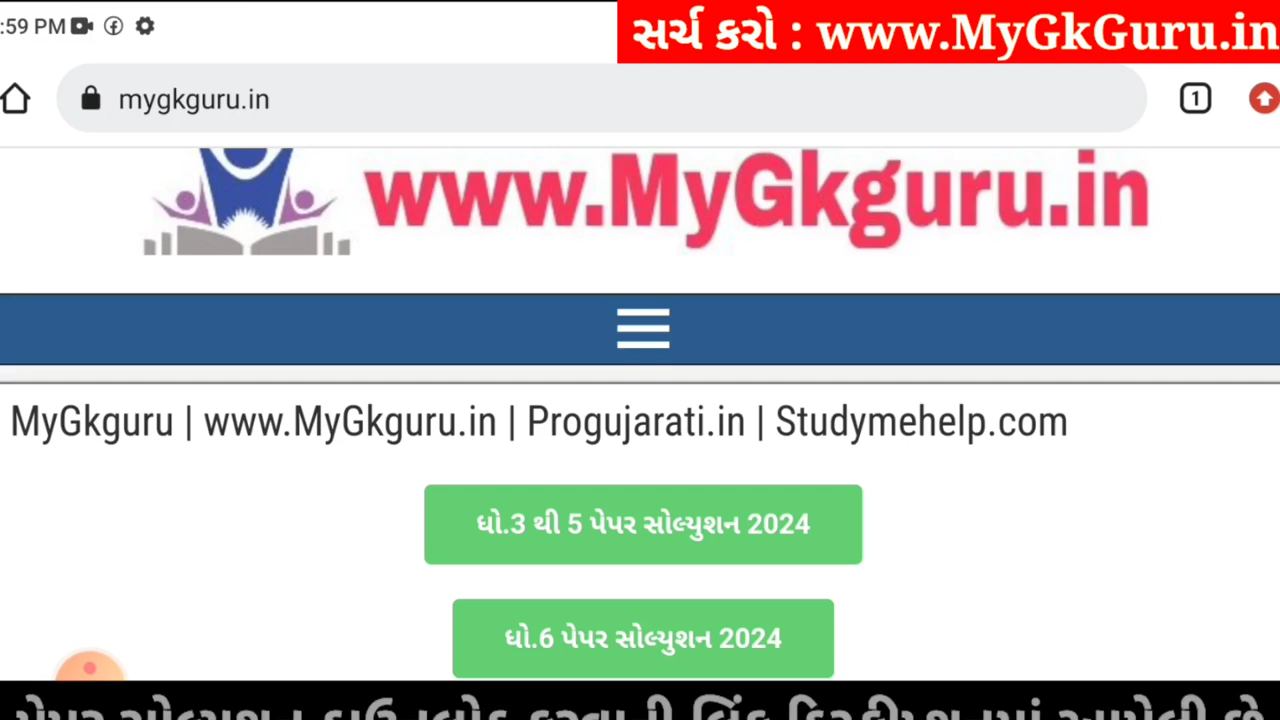 :59 PM
સર્ચ કરો : www.MyGkGuru.in
mygkguru.in
1
www.MyGkguru.in
MyGkguru | www.MyGkguru.in | Progujarati.in | Studymehelp.com
ધો.3 થી 5 પેપર સોલ્યુશન 2024
ધો.6 પેપર સોલ્યુશન 2024